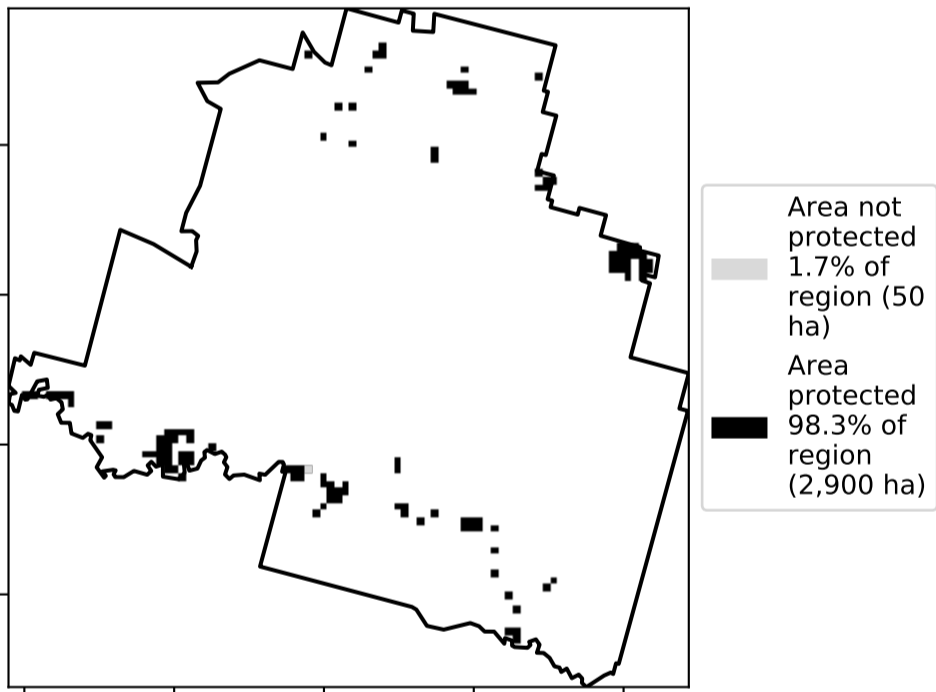 Area not
protected
1.7% of
region (50
ha)
Area
protected
98.3% of
region
(2,900 ha)